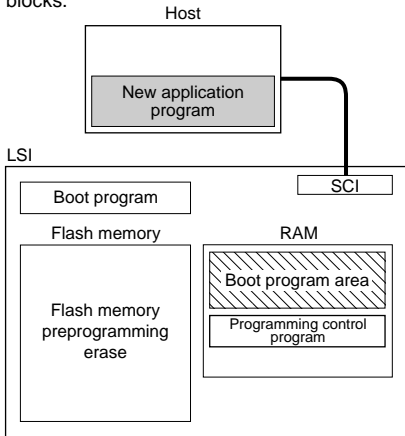 blocks.
Host
New application
program
LSI
SCI
Boot program
Flash memory
RAM
Boot program area
Flash memory
preprogramming
erase
Programming control
program